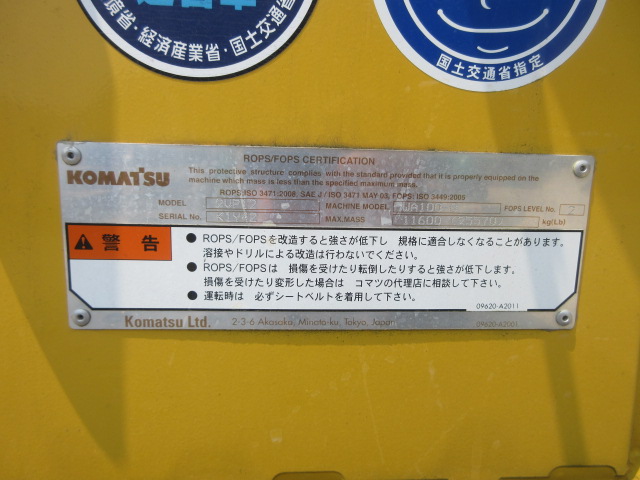 境省・経済産業省・国土交通省
国土交通省指定
ROPS/FOPS CERTIFICATION
KOMATSU
This protective structure complies with the standard provided that it is properly equipped on the
machine which mass is less than the specified maximum mass.
ROPS:ISO 3471:2008, SAE J/ISO 3471 MAY 03, FOPS: ISO 3449:2005
MODEL MACHINE MODEL WA100 FOPS LEVEL No. 2
SERIAL No. MAX.MASS 11600 kg(Lb)
警告
● ROPS/FOPSを改造すると強さが低下し 規格に適合しなくなることがあります。
溶接やドリルによる改造は行わないでください。
● ROPS/FOPSは 損傷を受けたり転倒したりすると強さが低下します。
損傷を受けたり変形した場合は コマツの代理店に相談して下さい。
● 運転時は 必ずシートベルトを着用して下さい。
09620-A2011
Komatsu Ltd. 2-3-6 Akasaka, Minato-ku, Tokyo, Japan 09620-A2001